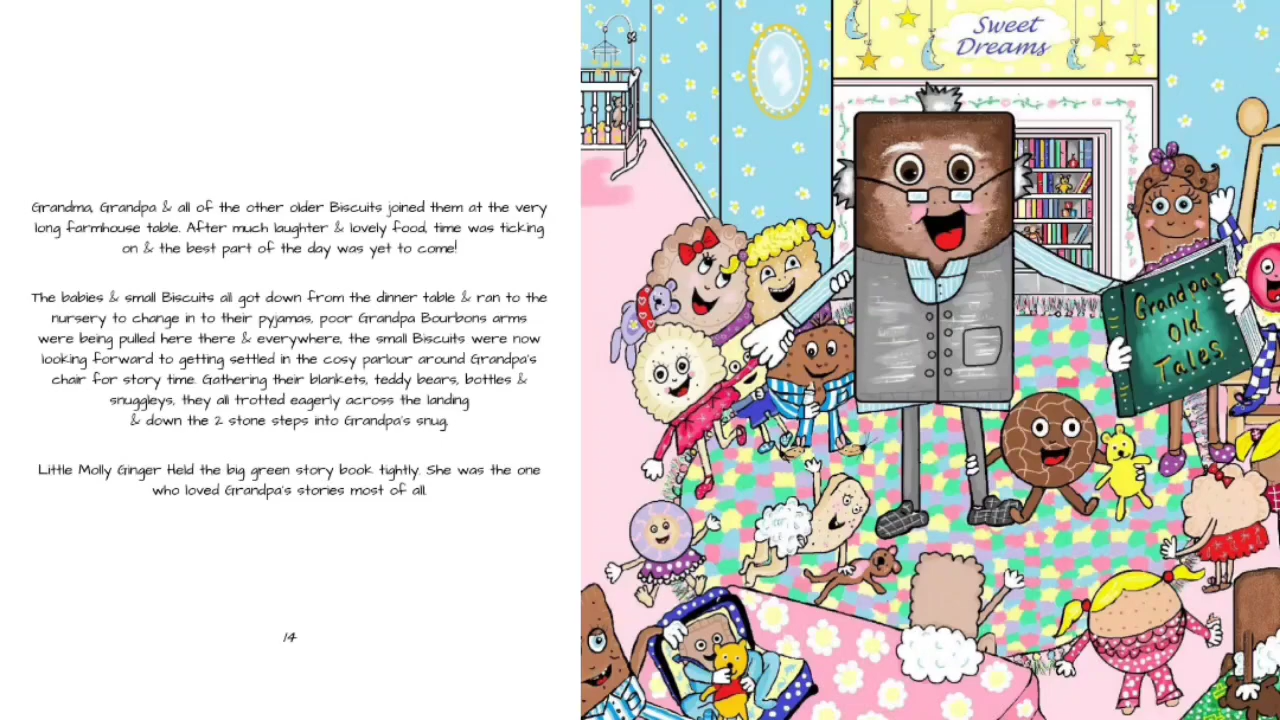 Grandma, Grandpa & all of the other older Biscuits joined them at the very
long farmhouse table. After much laughter & lovely food, time was ticking
on & the best part of the day was yet to come!
The babies & small Biscuits all got down from the dinner table & ran to the
nursery to change in to their pyjamas, poor Grandpa Bourbons arms
were being pulled here there & everywhere, the small Biscuits were now
looking forward to getting settled in the cosy parlour around Grandpa's
chair for story time. Gathering their blankets, teddy bears, bottles &
snuggleys, they all trotted eagerly across the landing
& down the 2 stone steps into Grandpa's snug.
Little Molly Ginger Held the big green story book tightly. She was the one
who loved Grandpa's stories most of all.
14
Sweet
Dreams
Grandpa's
Old
Tales